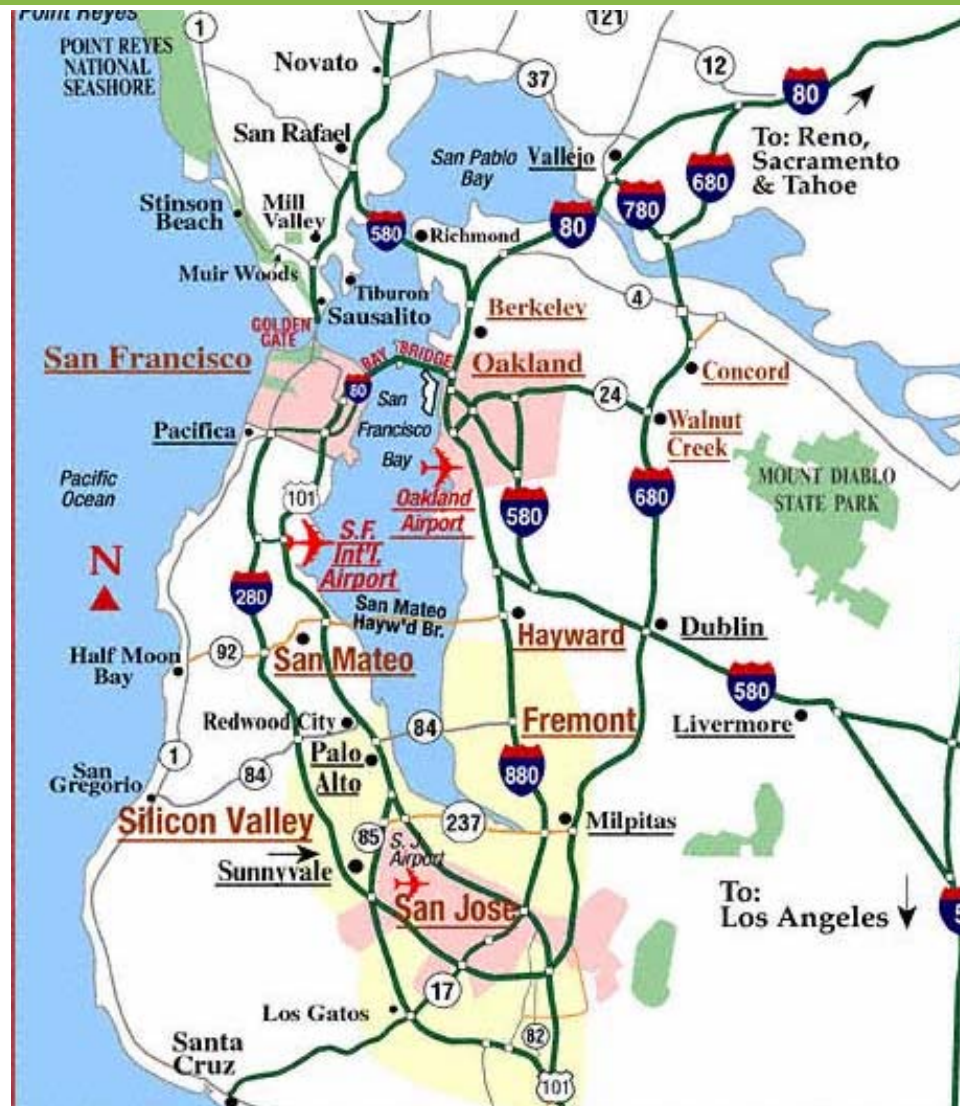 Point Reyes
POINT REYES
NATIONAL
SEASHORE
1
121
Novato
37
12
80
To: Reno,
Sacramento
& Tahoe
San Rafael
San Pablo
Bay
Vallejo
680
780
Stinson
Beach
Mill
Valley
580
Richmond
80
Muir Woods
Tiburon
Sausalito
4
GOLDEN
GATE
Berkeley
San Francisco
BAY BRIDGE
Oakland
80
San
Francisco
Bay
24
Concord
Pacifica
Walnut
Creek
Pacific
Ocean
101
Oakland
Airport
580
680
MOUNT DIABLO
STATE PARK
N
S.F.
Int'l.
Airport
280
San Mateo
Hayw'd Br.
Hayward
Dublin
Half Moon
Bay
92
San Mateo
580
Redwood City
84
Fremont
Livermore
1
Palo
Alto
San
Gregorio
84
880
Silicon Valley
85
237
Milpitas
S. J.
Airport
Sunnyvale
San Jose
To:
Los Angeles
5
17
Los Gatos
82
Santa
Cruz
101